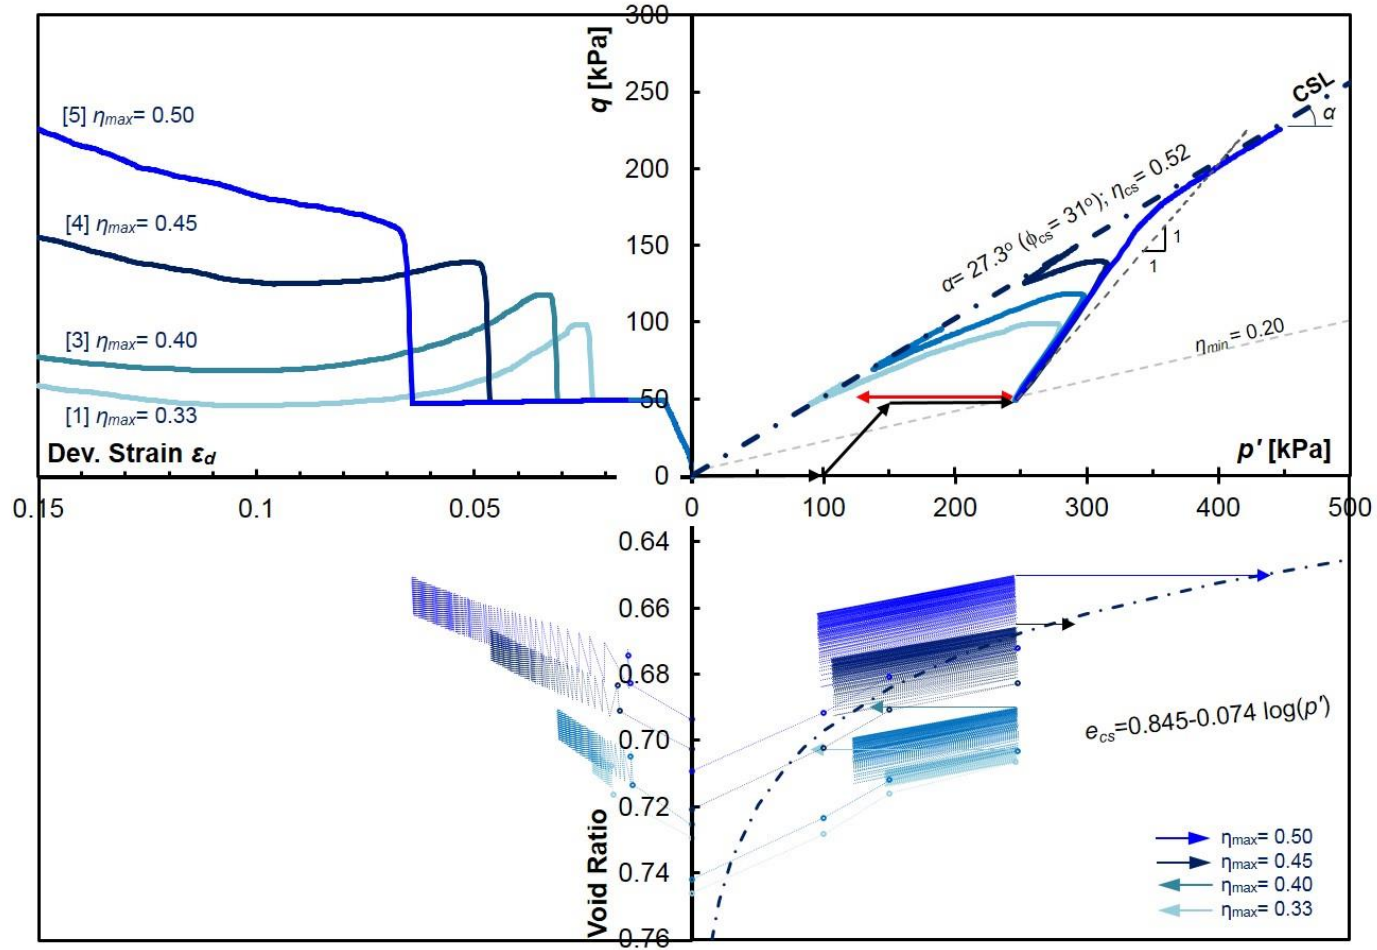 300
q [kPa]
250
200
150
100
50
0
[5] ηmax= 0.50
[4] ηmax= 0.45
[3] ηmax= 0.40
[1] ηmax= 0.33
Dev. Strain εd
CSL
α
α= 27.3º (ϕcs= 31º); ηcs= 0.52
1
1
ηmin= 0.20
p′ [kPa]
0.15
0.1
0.05
0
100
200
300
400
500
0.64
0.66
0.68
0.70
0.72
0.74
0.76
Void Ratio
ecs=0.845-0.074 log(p′)
ηmax= 0.50
ηmax= 0.45
ηmax= 0.40
ηmax= 0.33